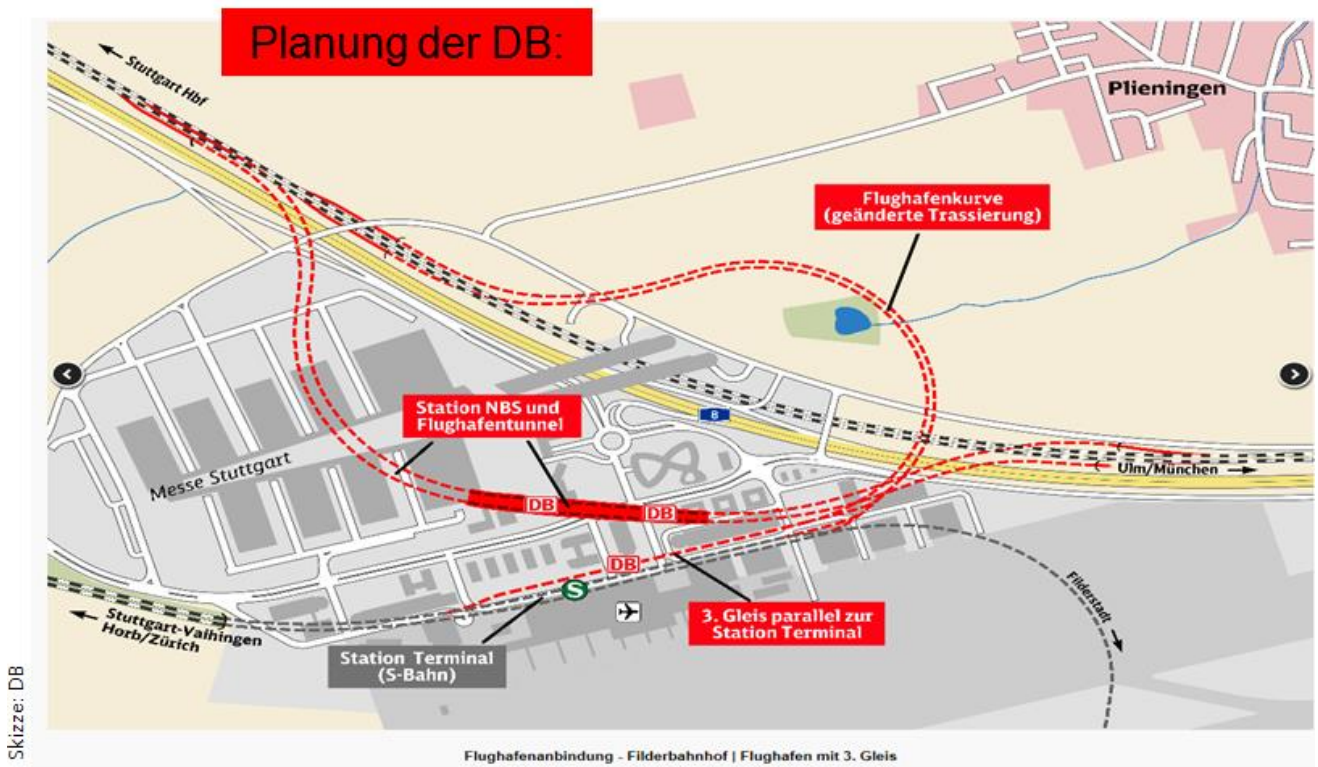 Planung der DB:
Stuttgart Hbf
Plieningen
Flughafenkurve
(geänderte Trassierung)
Station NBS und
Flughafentunnel
8
Messe Stuttgart
Ulm/München
DB
DB
DB
S
3. Gleis parallel zur
Station Terminal
Filderstadt
Stuttgart-Vaihingen
Horb/Zürich
Station Terminal
(S-Bahn)
Skizze: DB
Flughafenanbindung - Filderbahnhof | Flughafen mit 3. Gleis